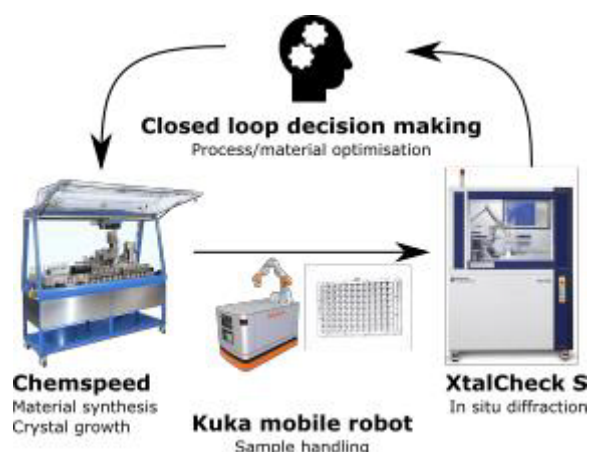 Closed loop decision making
Process/material optimisation
Chemspeed
Material synthesis
Crystal growth
Kuka mobile robot
Sample handling
XtalCheck S
In situ diffraction